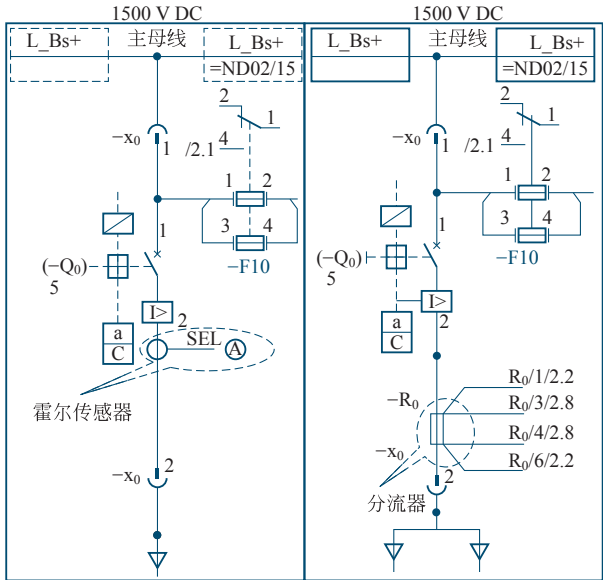 1500 V DC
L_Bs+
主母线
L_Bs+
=ND02/15
2
1
4
/2.1
−x₀
1
1
2
3
4
−F10
1
(−Q₀)
5
I>
2
a
C
SEL
A
霍尔传感器
−x₀
2
1500 V DC
L_Bs+
主母线
L_Bs+
=ND02/15
2
1
4
/2.1
−x₀
1
1
2
3
4
−F10
1
(−Q₀)
5
I>
2
a
C
−R₀
R₀/1/2.2
R₀/3/2.8
R₀/4/2.8
R₀/6/2.2
−x₀
2
分流器